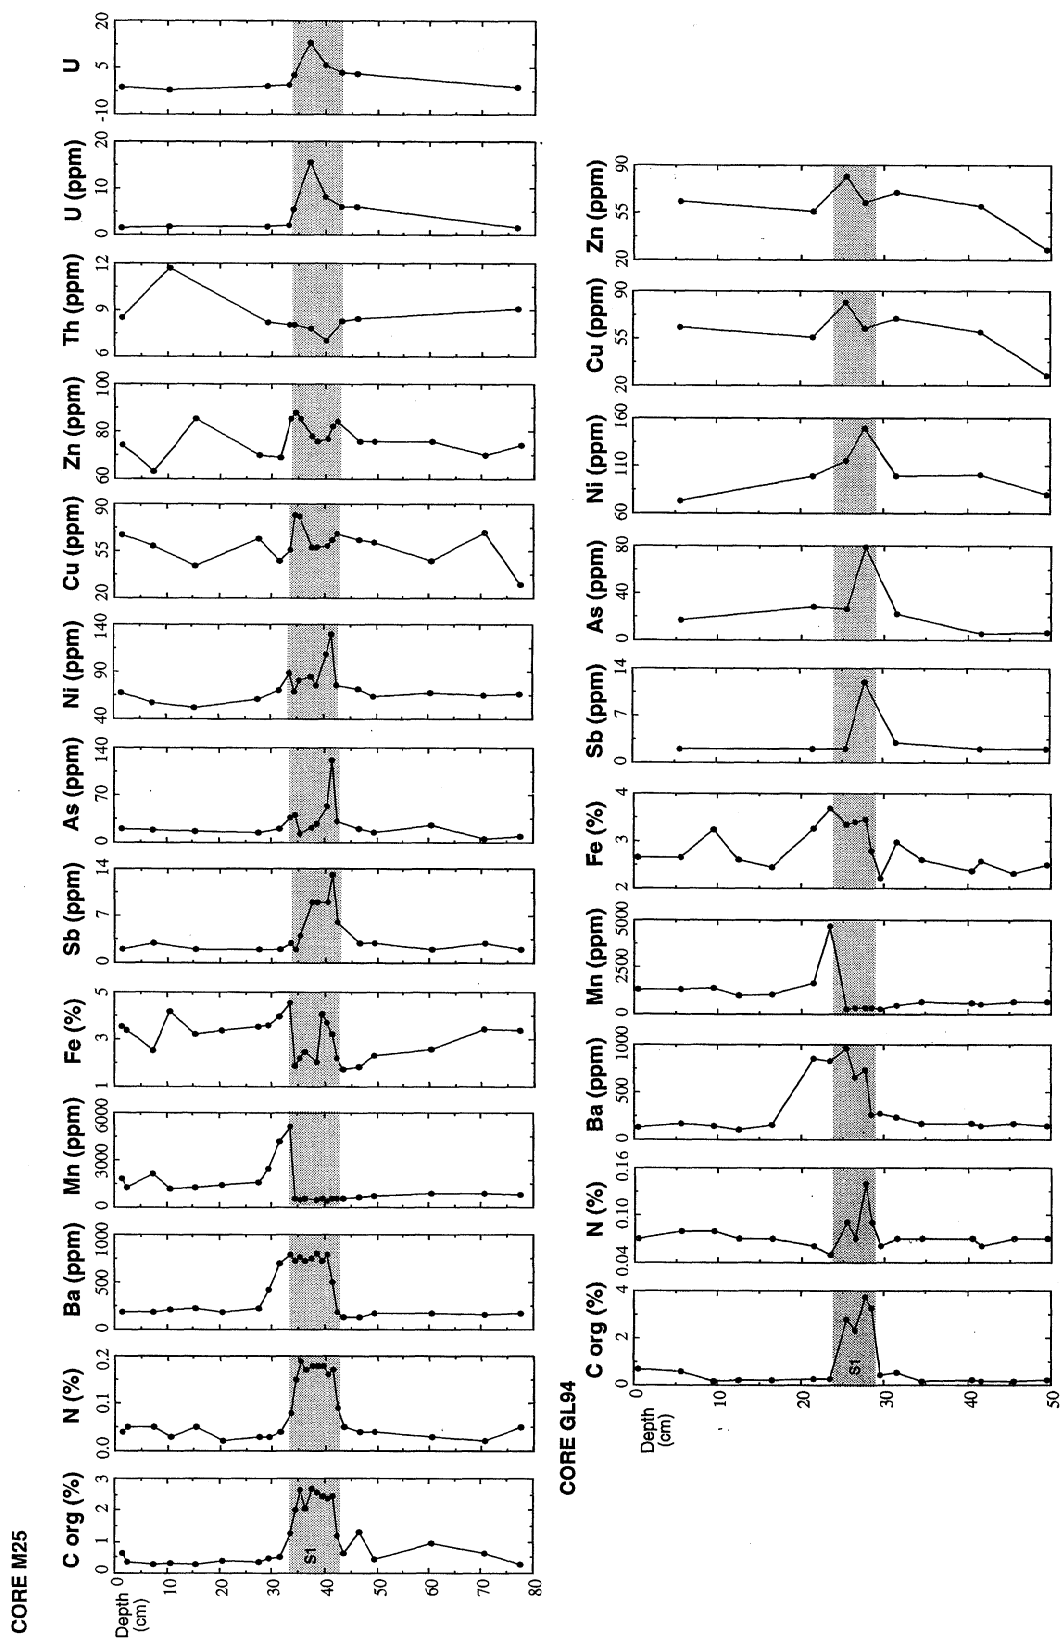 CORE M25
Depth
(cm)
0
10
20
30
40
50
60
70
80
C org (%)
0
1
2
3
S1
N (%)
0.0
0.1
0.2
Ba (ppm)
0
500
1000
Mn (ppm)
0
3000
6000
Fe (%)
1
3
5
Sb (ppm)
0
7
14
As (ppm)
0
70
140
Ni (ppm)
40
90
140
Cu (ppm)
20
55
90
Zn (ppm)
60
80
100
Th (ppm)
6
9
12
U (ppm)
0
10
20
U
-10
5
20
CORE GL94
Depth
(cm)
0
10
20
30
40
50
C org (%)
0
2
4
S1
N (%)
0.04
0.10
0.16
Ba (ppm)
0
500
1000
Mn (ppm)
0
2500
5000
Fe (%)
2
3
4
Sb (ppm)
0
7
14
As (ppm)
0
40
80
Ni (ppm)
60
110
160
Cu (ppm)
20
55
90
Zn (ppm)
20
55
90